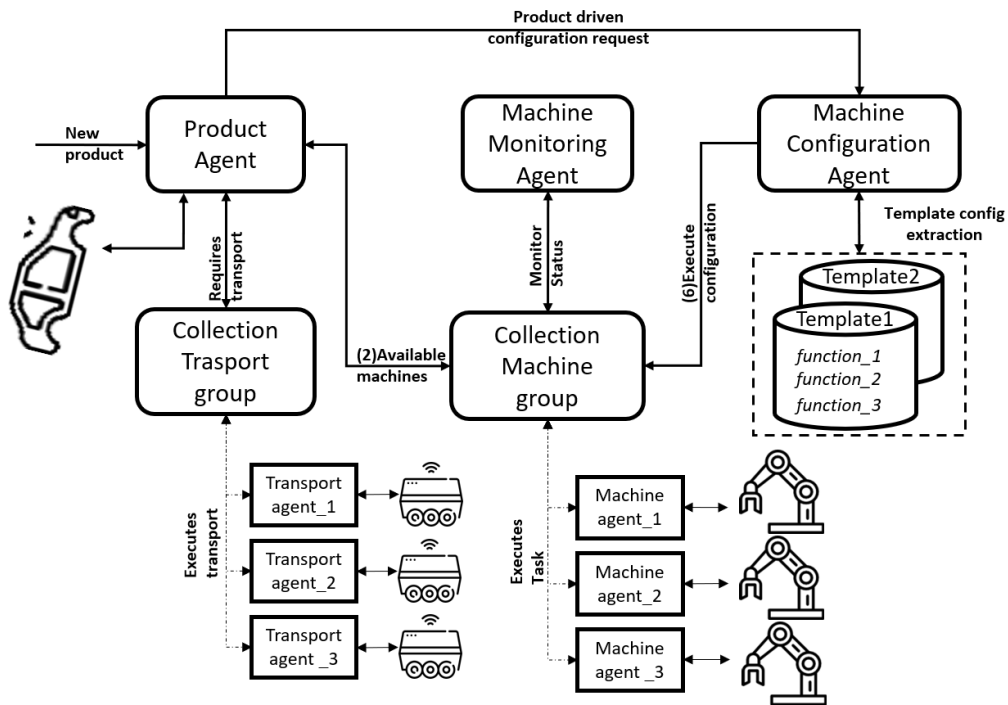 Product driven
configuration request
New
product
Product
Agent
Machine
Monitoring
Agent
Machine
Configuration
Agent
Requires
transport
Monitor
Status
(6)Execute
configuration
Template config
extraction
Template2
Template1
function_1
function_2
function_3
Collection
Trasport
group
(2)Available
machines
Collection
Machine
group
Executes
transport
Transport
agent_1
Transport
agent_2
Transport
agent _3
Executes
Task
Machine
agent_1
Machine
agent_2
Machine
agent _3